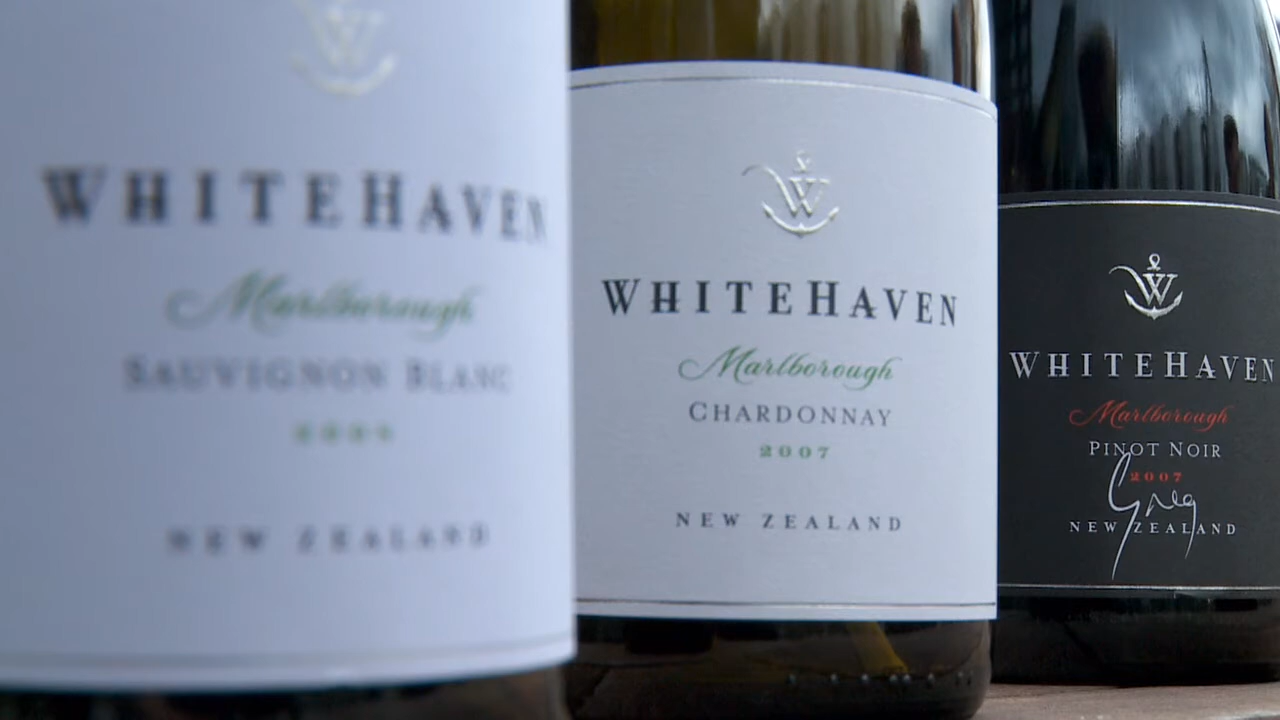 W
WHITEHAVEN
Marlborough
SAUVIGNON BLANC
NEW ZEALAND
W
WHITEHAVEN
Marlborough
CHARDONNAY
2007
NEW ZEALAND
W
WHITEHAVEN
Marlborough
PINOT NOIR
2007
Greg
NEW ZEALAND